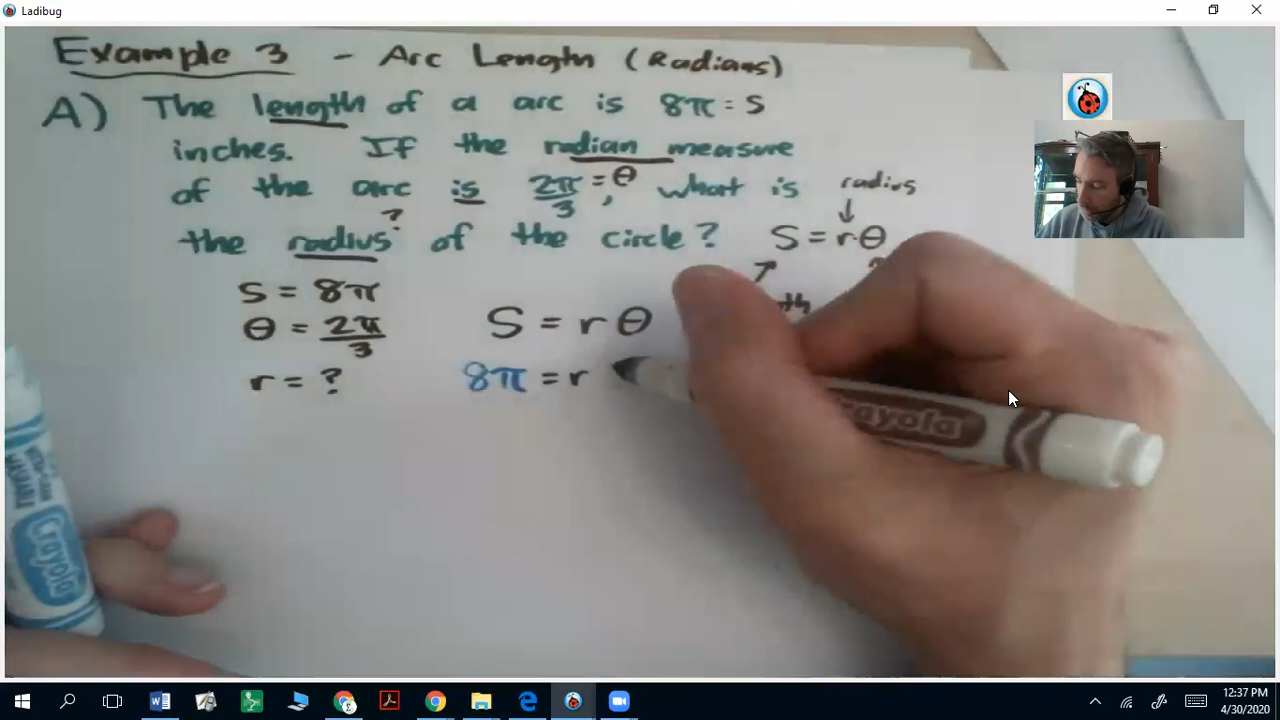 Ladibug
Example 3 - Arc Length (Radians)
A) The length of a arc is 8π = S
inches. If the radian measure
of the arc is 2π/3 = θ, what is
the radius? of the circle?
radius
S = r·θ
S = 8π
θ = 2π/3
r = ?
S = rθ
8π = r
crayola
Crayola
12:37 PM
4/30/2020